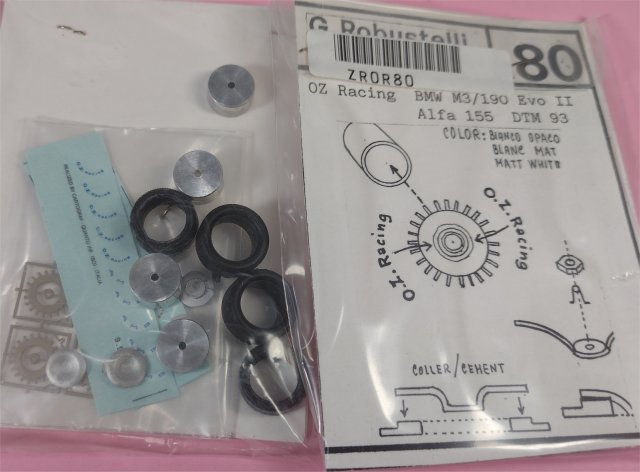 G. Robustelli
80
ZROR80
OZ Racing BMW M3/190 Evo II
Alfa 155 DTM 93
COLOR: BIANCO OPACO
BLANC MAT
MATT WHITE
O.Z. Racing
O.Z. Racing
COLLER/CEMENT